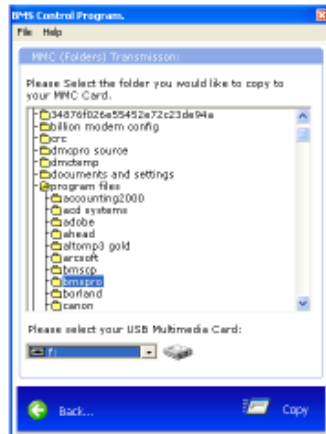 BMS Control Program.
File Help
MMC (Folders) Transmisson:
Please Select the folder you would like to copy to
your MMC Card.
34876f026e55452e72c23de94a
billion modem config
crc
dmcpro source
dmctemp
documents and settings
program files
accounting2000
acd systems
adobe
ahead
altomp3 gold
arcsoft
bmscp
bmspro
borland
canon
Please select your USB Multimedia Card:
f:
Back...
Copy